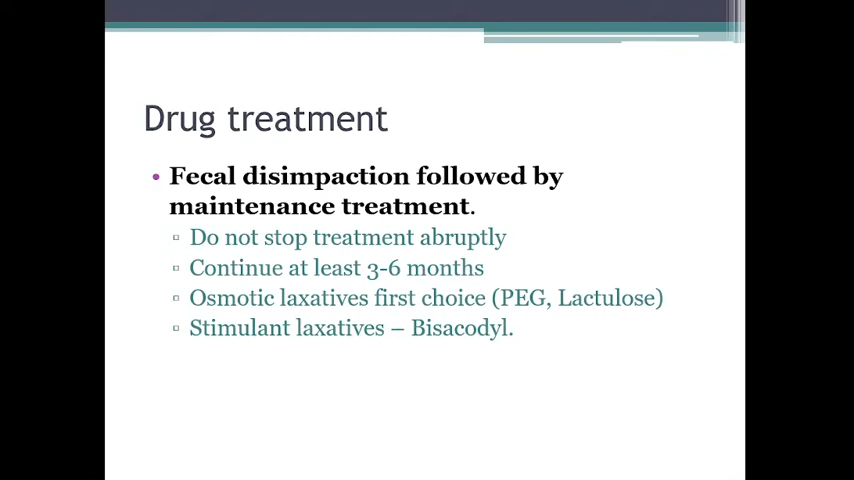 Drug treatment
• Fecal disimpaction followed by
maintenance treatment.
▫ Do not stop treatment abruptly
▫ Continue at least 3-6 months
▫ Osmotic laxatives first choice (PEG, Lactulose)
▫ Stimulant laxatives – Bisacodyl.